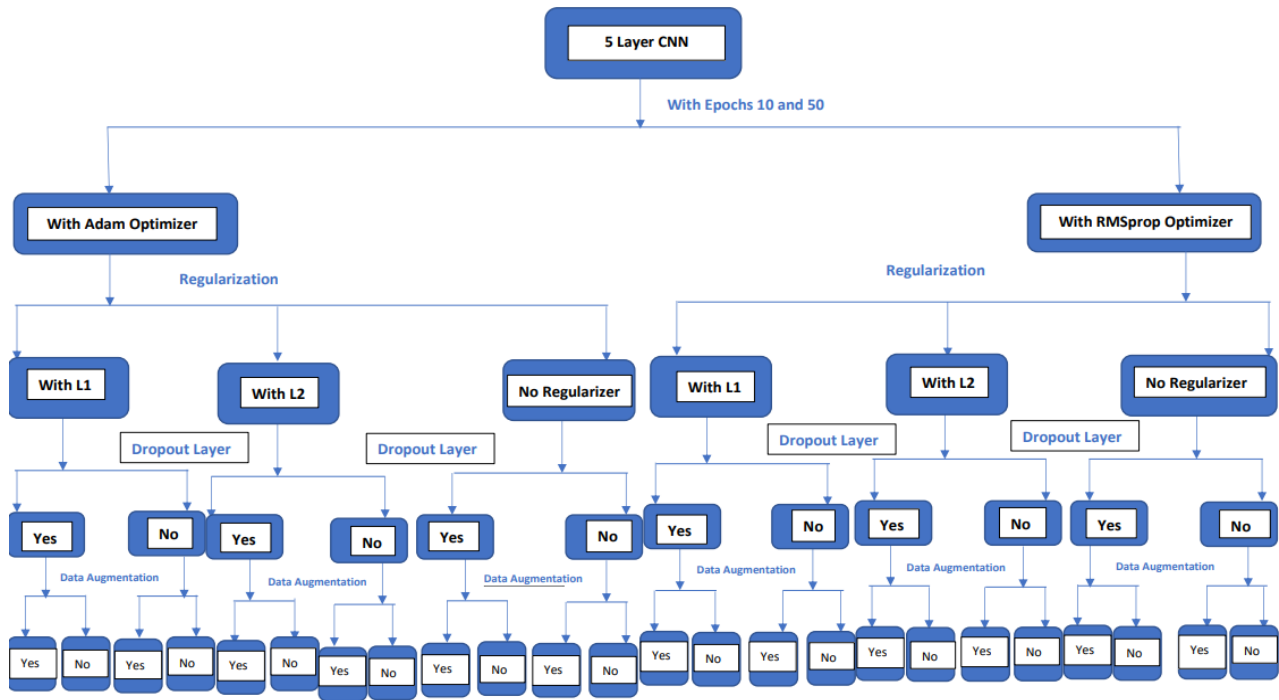 5 Layer CNN
With Epochs 10 and 50
With Adam Optimizer
With RMSprop Optimizer
Regularization
Regularization
With L1
With L2
No Regularizer
With L1
With L2
No Regularizer
Dropout Layer
Dropout Layer
Dropout Layer
Dropout Layer
Yes
No
Yes
No
Yes
No
Yes
No
Yes
No
Yes
No
Data Augmentation
Data Augmentation
Data Augmentation
Data Augmentation
Data Augmentation
Data Augmentation
Yes
No
Yes
No
Yes
No
Yes
No
Yes
No
Yes
No
Yes
No
Yes
No
Yes
No
Yes
No
Yes
No
Yes
No